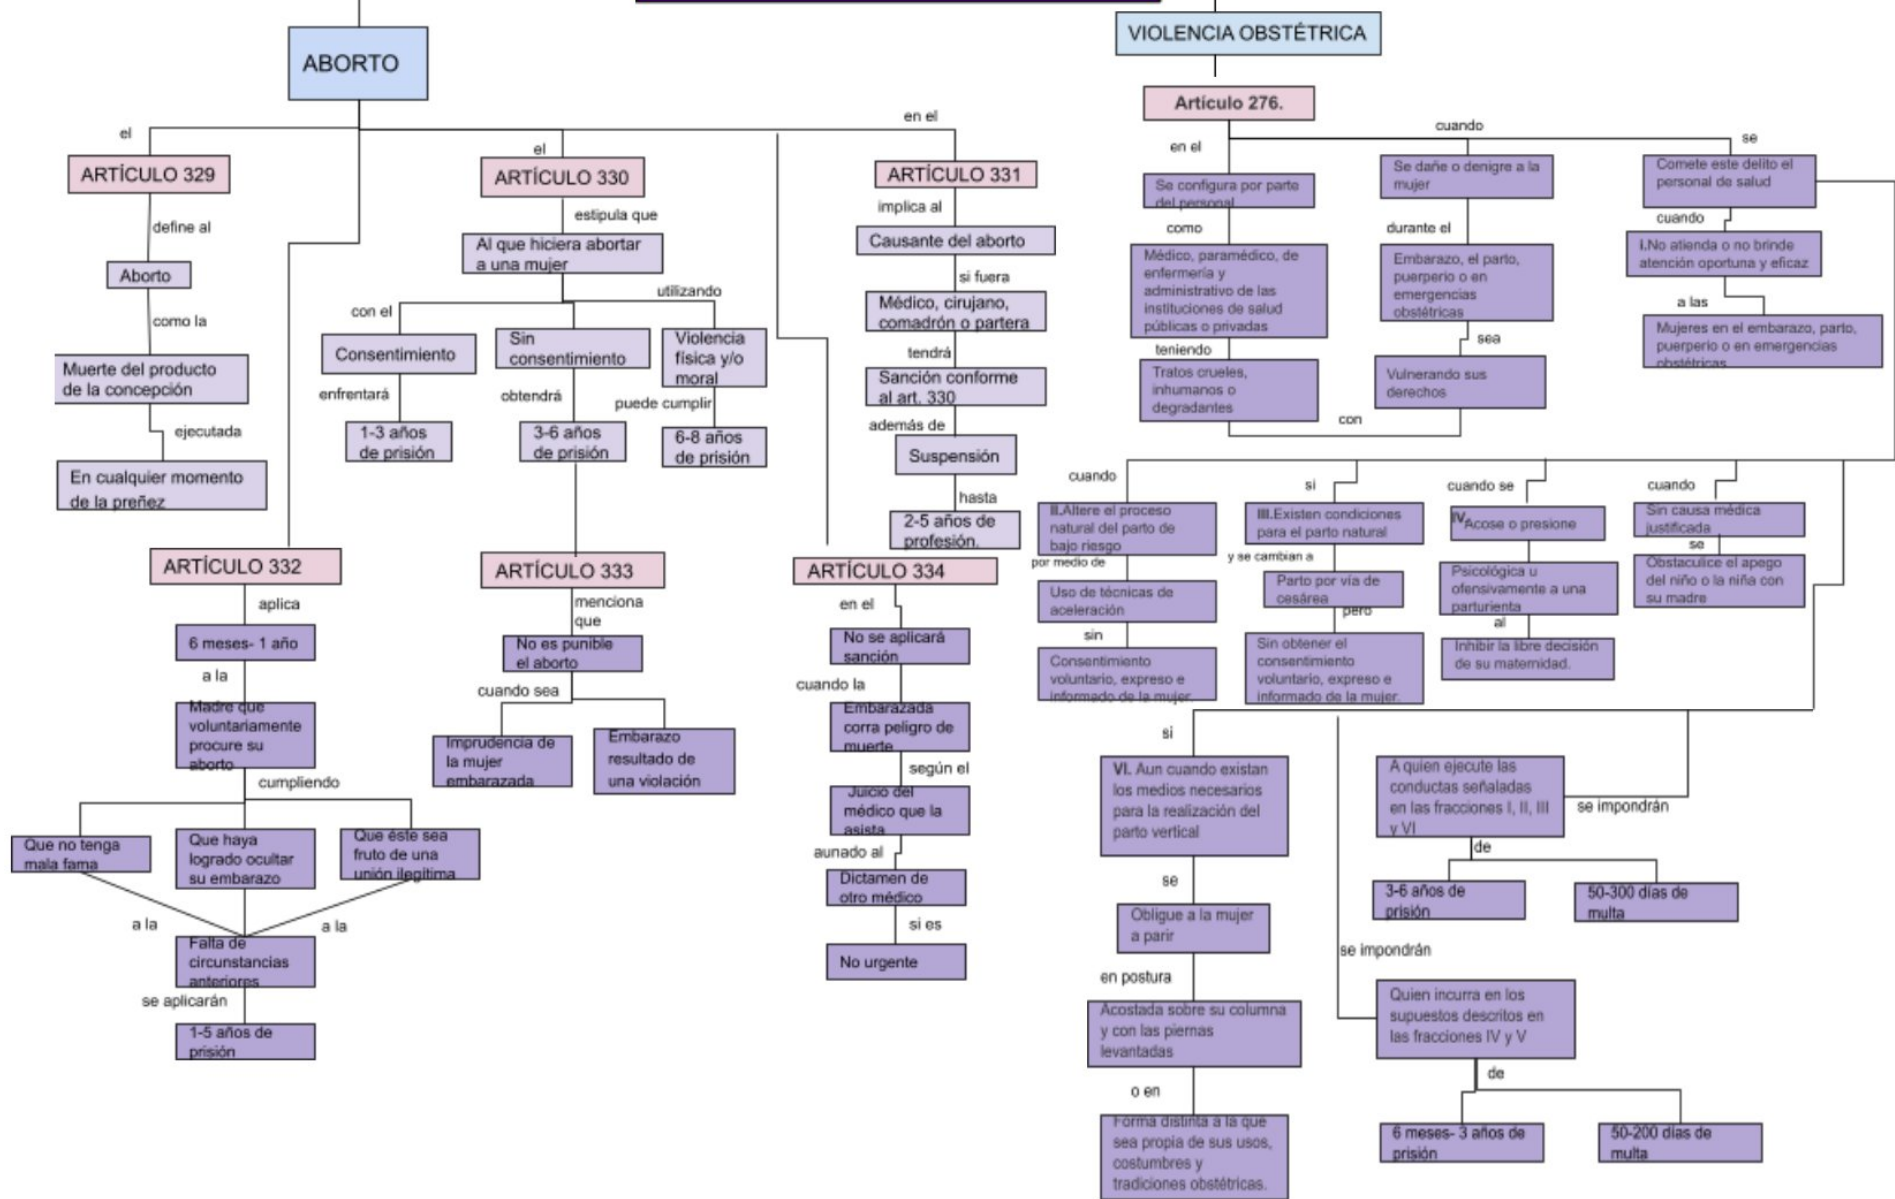 ABORTO
el
ARTÍCULO 329
define al
Aborto
como la
Muerte del producto
de la concepción
ejecutada
En cualquier momento
de la preñez
el
ARTÍCULO 330
estipula que
Al que hiciera abortar
a una mujer
con el
Consentimiento
enfrentará
1-3 años
de prisión
Sin
consentimiento
obtendrá
3-6 años
de prisión
utilizando
Violencia
física y/o
moral
puede cumplir
6-8 años
de prisión
en el
ARTÍCULO 331
implica al
Causante del aborto
si fuera
Médico, cirujano,
comadrón o partera
tendrá
Sanción conforme
al art. 330
además de
Suspensión
hasta
2-5 años de
profesión.
ARTÍCULO 332
aplica
6 meses- 1 año
a la
Madre que
voluntariamente
procure su
aborto
cumpliendo
Que no tenga
mala fama
Que haya
logrado ocultar
su embarazo
Que éste sea
fruto de una
unión ilegítima
a la
a la
Falta de
circunstancias
anteriores
se aplicarán
1-5 años de
prisión
ARTÍCULO 333
menciona
que
No es punible
el aborto
cuando sea
Imprudencia de
la mujer
embarazada
Embarazo
resultado de
una violación
ARTÍCULO 334
en el
No se aplicará
sanción
cuando la
Embarazada
corra peligro de
muerte
según el
Juicio del
médico que la
asista
aunado al
Dictamen de
otro médico
si es
No urgente
VIOLENCIA OBSTÉTRICA
Artículo 276.
en el
Se configura por parte
del personal
como
Médico, paramédico, de
enfermería y
administrativo de las
instituciones de salud
públicas o privadas
teniendo
Tratos crueles,
inhumanos o
degradantes
cuando
Se dañe o denigre a la
mujer
durante el
Embarazo, el parto,
puerperio o en
emergencias
obstétricas
sea
Vulnerando sus
derechos
con
se
Comete este delito el
personal de salud
cuando
I.No atienda o no brinde
atención oportuna y eficaz
a las
Mujeres en el embarazo, parto,
puerperio o en emergencias
obstétricas
cuando
II.Altere el proceso
natural del parto de
bajo riesgo
por medio de
Uso de técnicas de
aceleración
sin
Consentimiento
voluntario, expreso e
informado de la mujer.
si
III.Existen condiciones
para el parto natural
y se cambian a
Parto por vía de
cesárea
pero
Sin obtener el
consentimiento
voluntario, expreso e
informado de la mujer.
cuando se
IV.Acose o presione
Psicológica u
ofensivamente a una
parturienta
al
Inhibir la libre decisión
de su maternidad.
cuando
Sin causa médica
justificada
se
Obstaculice el apego
del niño o la niña con
su madre
si
VI. Aun cuando existan
los medios necesarios
para la realización del
parto vertical
se
Obligue a la mujer
a parir
en postura
Acostada sobre su columna
y con las piernas
levantadas
o en
Forma distinta a la que
sea propia de sus usos,
costumbres y
tradiciones obstétricas.
A quien ejecute las
conductas señaladas
en las fracciones I, II, III
y VI
se impondrán
de
3-6 años de
prisión
50-300 días de
multa
se impondrán
Quien incurra en los
supuestos descritos en
las fracciones IV y V
de
6 meses- 3 años de
prisión
50-200 días de
multa